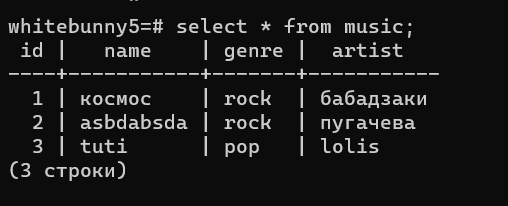 whitebunny5=# select * from music;
 id |   name    | genre |  artist
----+-----------+-------+-----------
  1 | космос    | rock  | бабадзаки
  2 | asbdabsda | rock  | пугачева
  3 | tuti      | pop   | lolis
(3 строки)